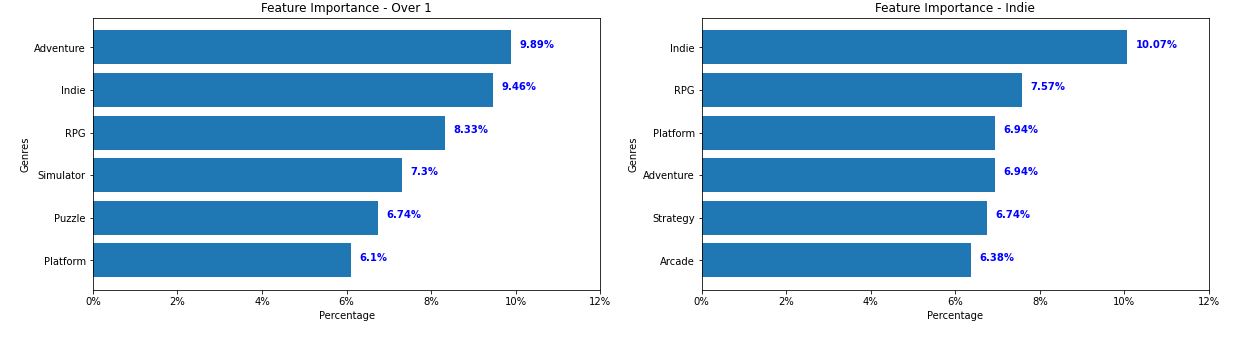 Feature Importance - Over 1
Genres
Adventure 9.89%
Indie 9.46%
RPG 8.33%
Simulator 7.3%
Puzzle 6.74%
Platform 6.1%
0% 2% 4% 6% 8% 10% 12%
Percentage
Feature Importance - Indie
Genres
Indie 10.07%
RPG 7.57%
Platform 6.94%
Adventure 6.94%
Strategy 6.74%
Arcade 6.38%
0% 2% 4% 6% 8% 10% 12%
Percentage